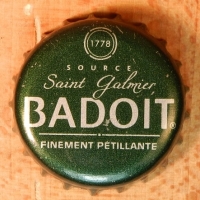 1778
SOURCE
Saint Galmier
BADOIT®
FINEMENT PÉTILLANTE